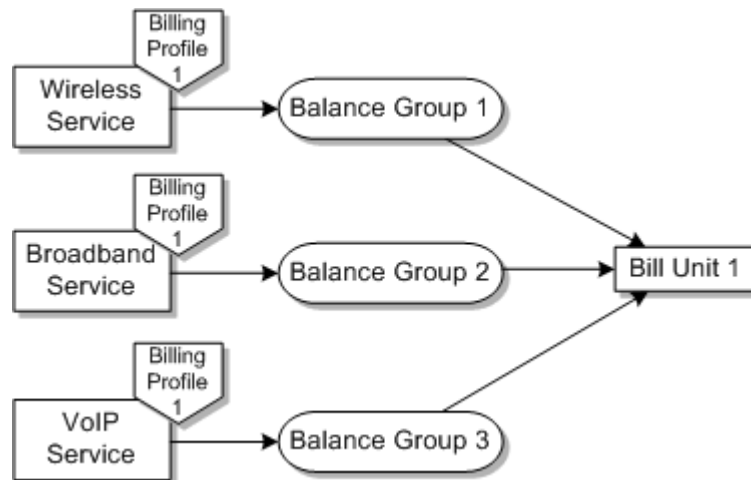 Billing
Profile
1
Wireless
Service
Balance Group 1
Billing
Profile
1
Broadband
Service
Balance Group 2
Bill Unit 1
Billing
Profile
1
VoIP
Service
Balance Group 3